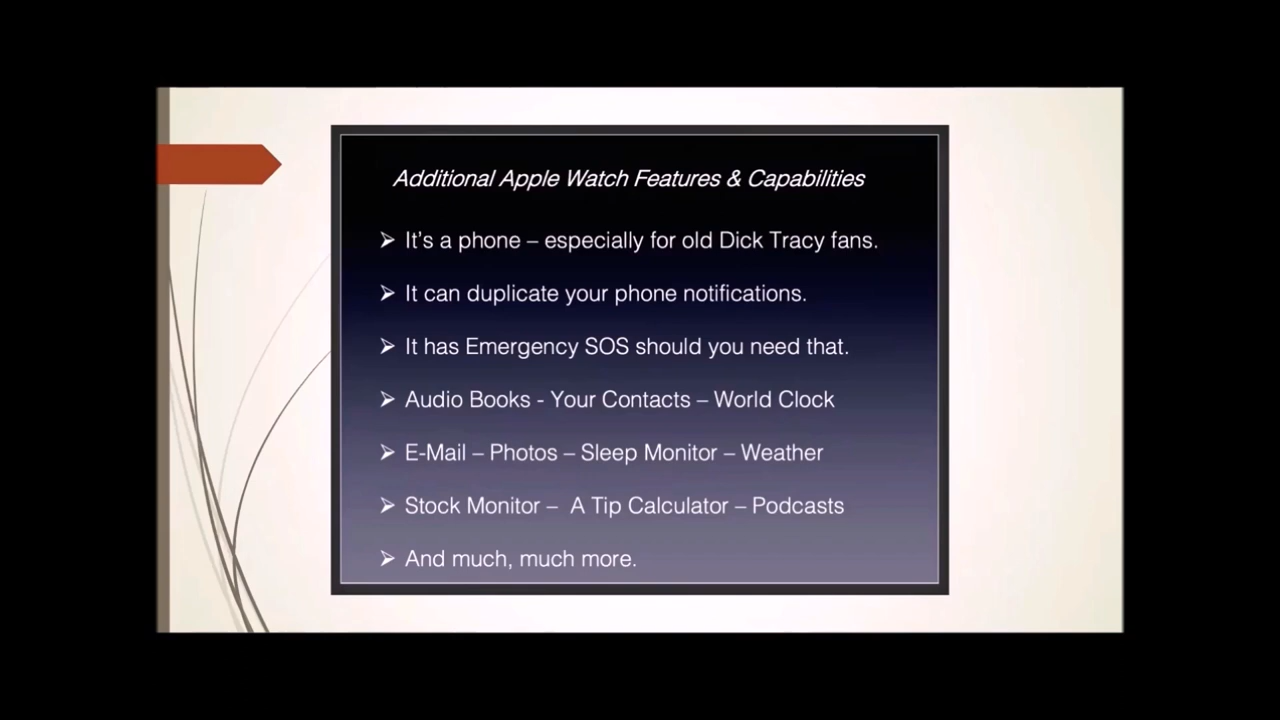 Additional Apple Watch Features & Capabilities
➢ It's a phone – especially for old Dick Tracy fans.
➢ It can duplicate your phone notifications.
➢ It has Emergency SOS should you need that.
➢ Audio Books - Your Contacts – World Clock
➢ E-Mail – Photos – Sleep Monitor – Weather
➢ Stock Monitor – A Tip Calculator – Podcasts
➢ And much, much more.